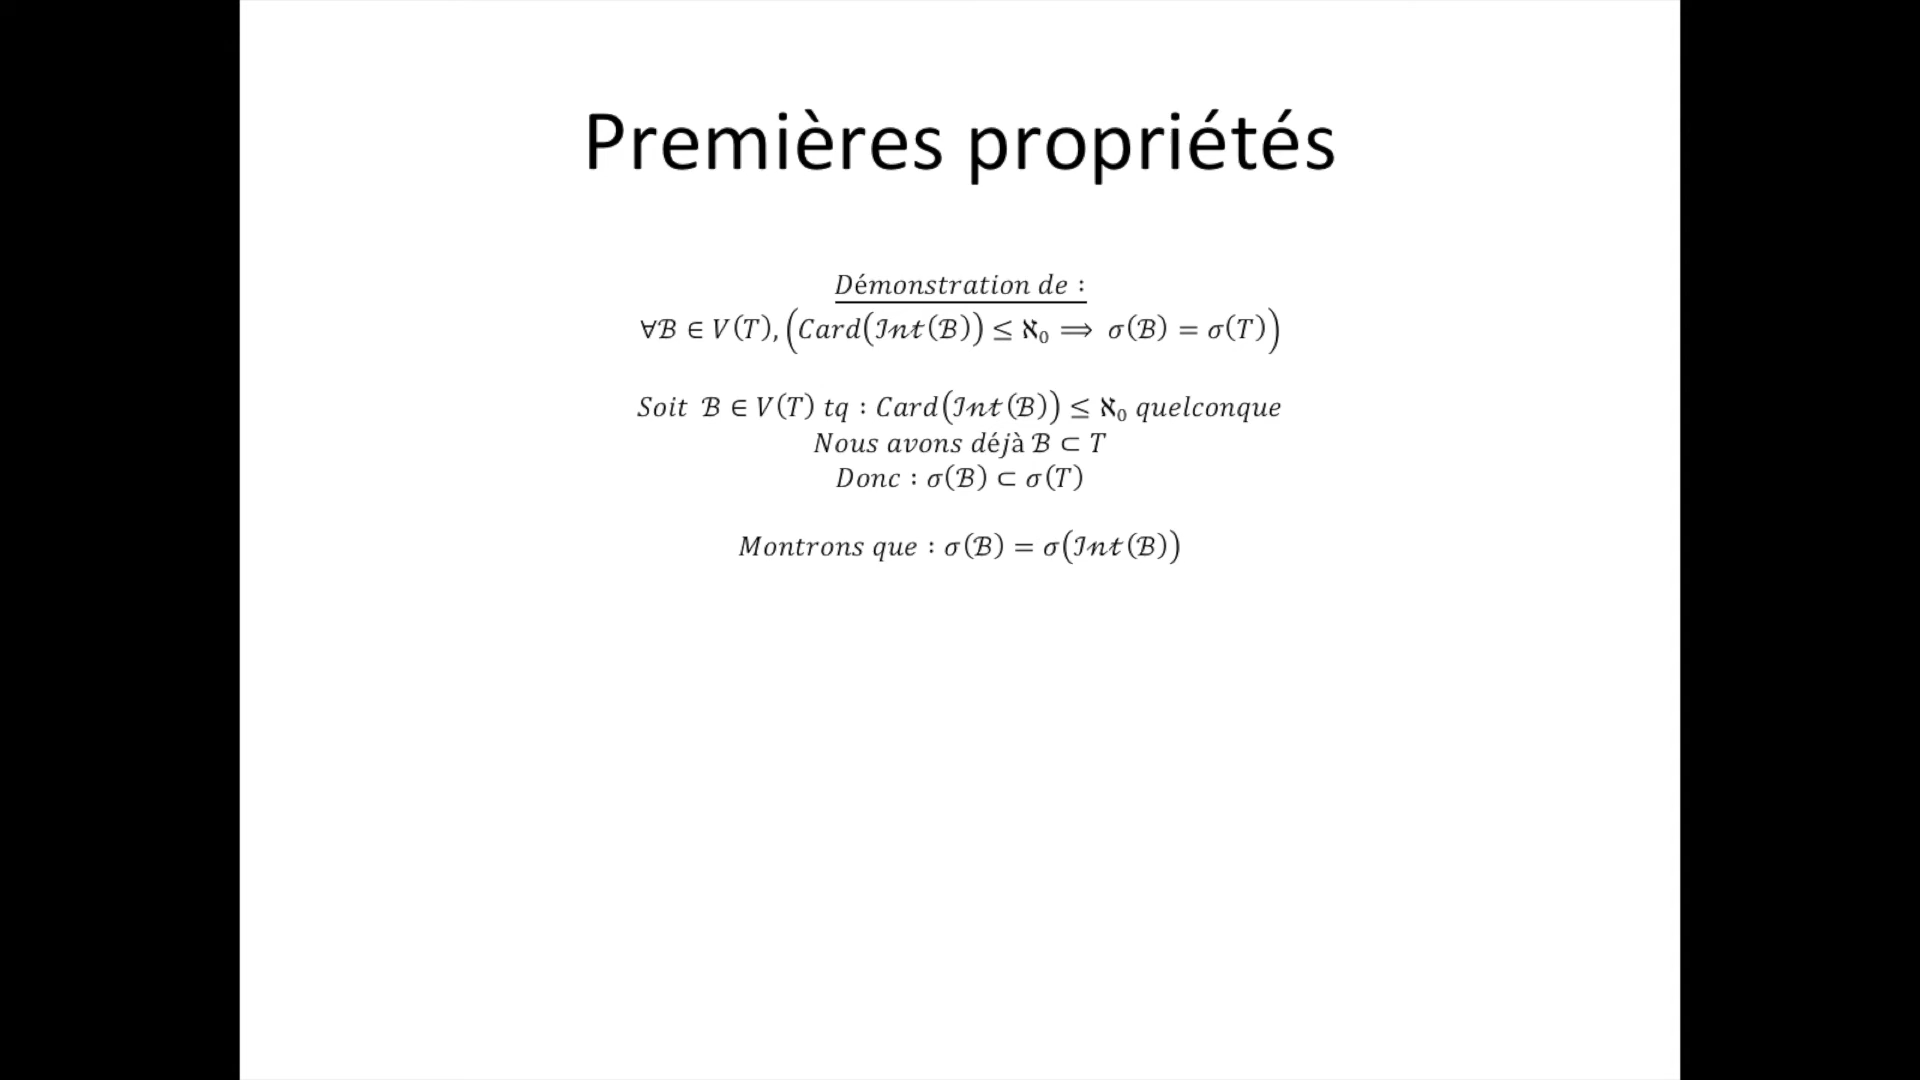 Premières propriétés
Démonstration de :
∀ℬ ∈ V(T), (Card(ℐnt(ℬ)) ≤ ℵ₀ ⟹ σ(ℬ) = σ(T))
Soit ℬ ∈ V(T) tq : Card(ℐnt(ℬ)) ≤ ℵ₀ quelconque
Nous avons déjà ℬ ⊂ T
Donc : σ(ℬ) ⊂ σ(T)
Montrons que : σ(ℬ) = σ(ℐnt(ℬ))